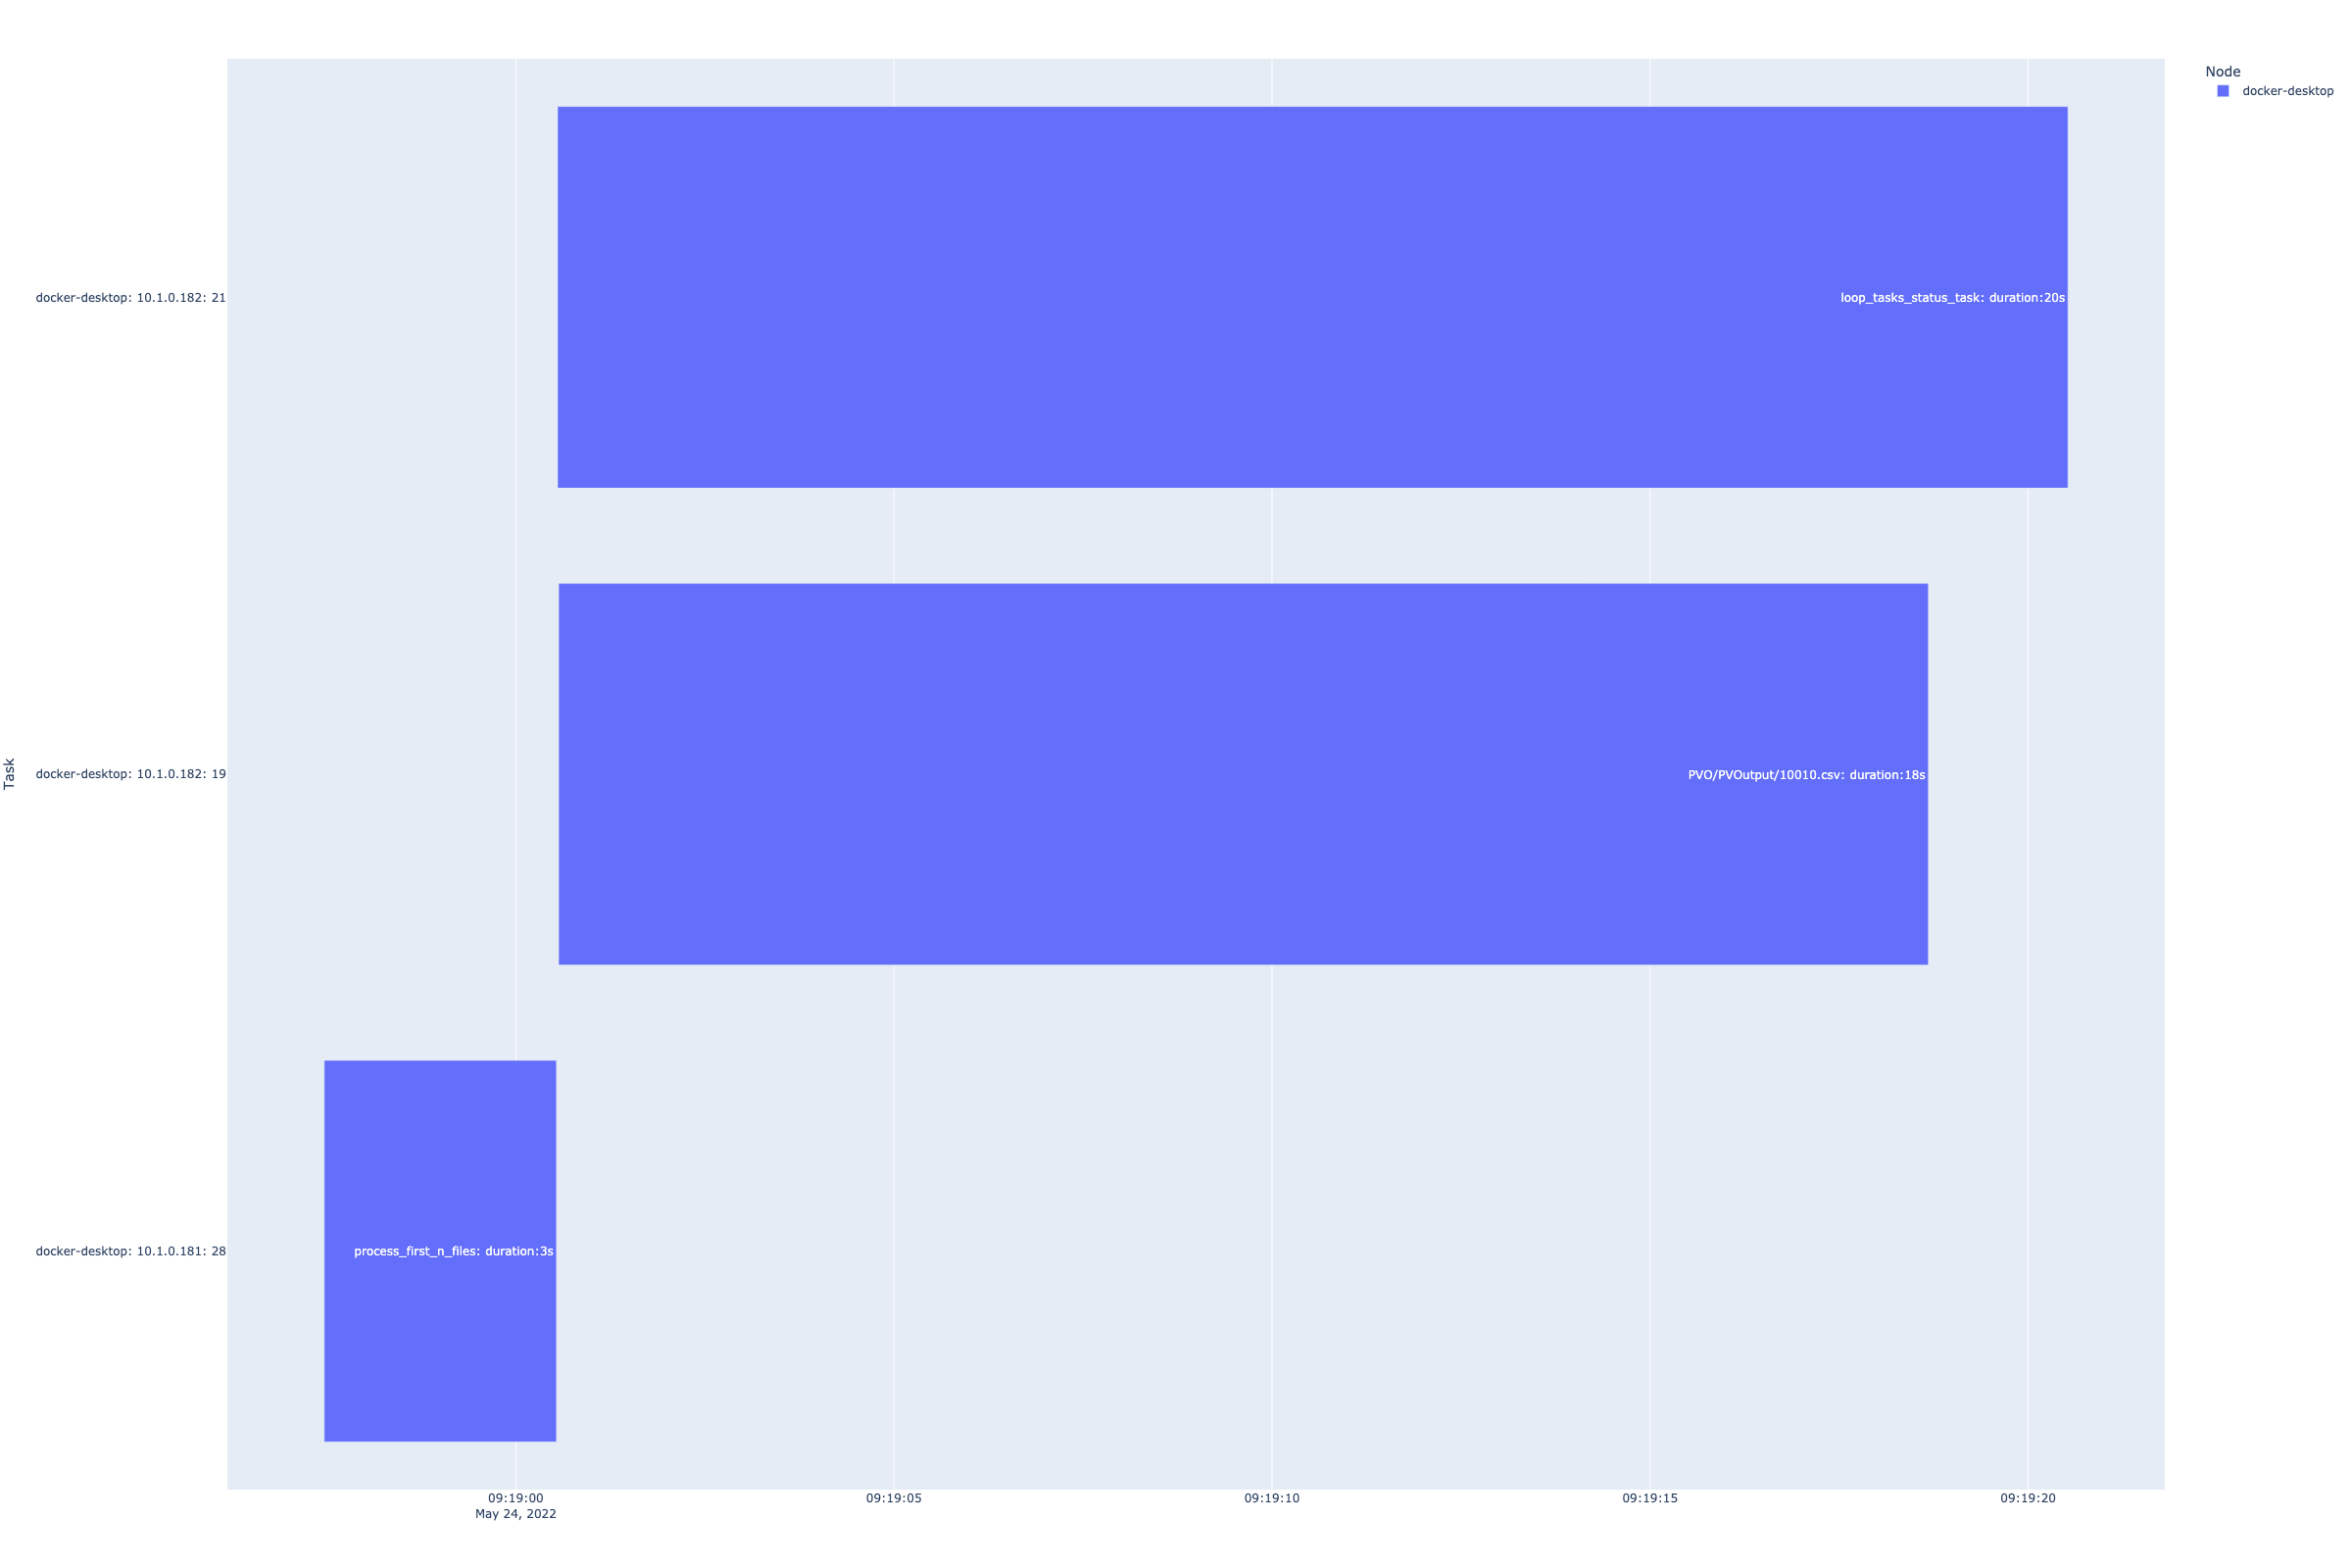 Node
docker-desktop
docker-desktop: 10.1.0.182: 21
loop_tasks_status_task: duration:20s
Task
docker-desktop: 10.1.0.182: 19
PVO/PVOutput/10010.csv: duration:18s
docker-desktop: 10.1.0.181: 28
process_first_n_files: duration:3s
09:19:00
May 24, 2022
09:19:05
09:19:10
09:19:15
09:19:20